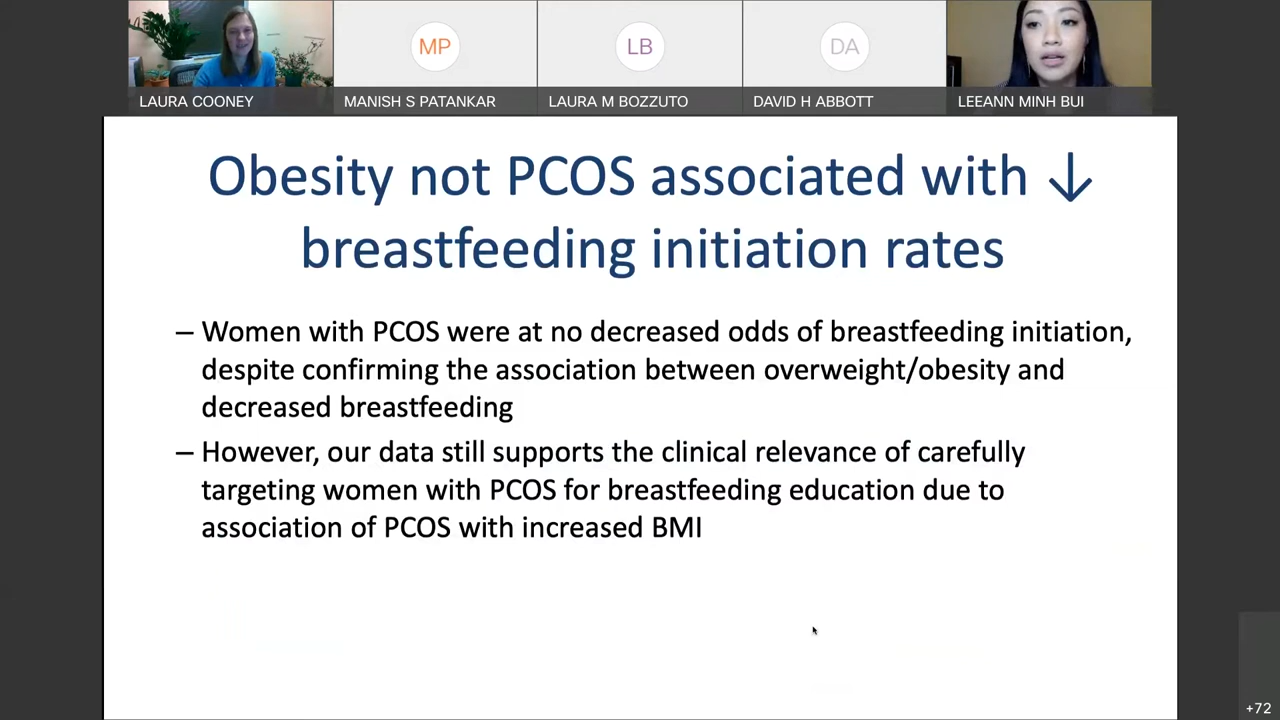 MP
LB
DA
LAURA COONEY
MANISH S PATANKAR
LAURA M BOZZUTO
DAVID H ABBOTT
LEEANN MINH BUI
Obesity not PCOS associated with ↓
breastfeeding initiation rates
– Women with PCOS were at no decreased odds of breastfeeding initiation,
despite confirming the association between overweight/obesity and
decreased breastfeeding
– However, our data still supports the clinical relevance of carefully
targeting women with PCOS for breastfeeding education due to
association of PCOS with increased BMI
+72